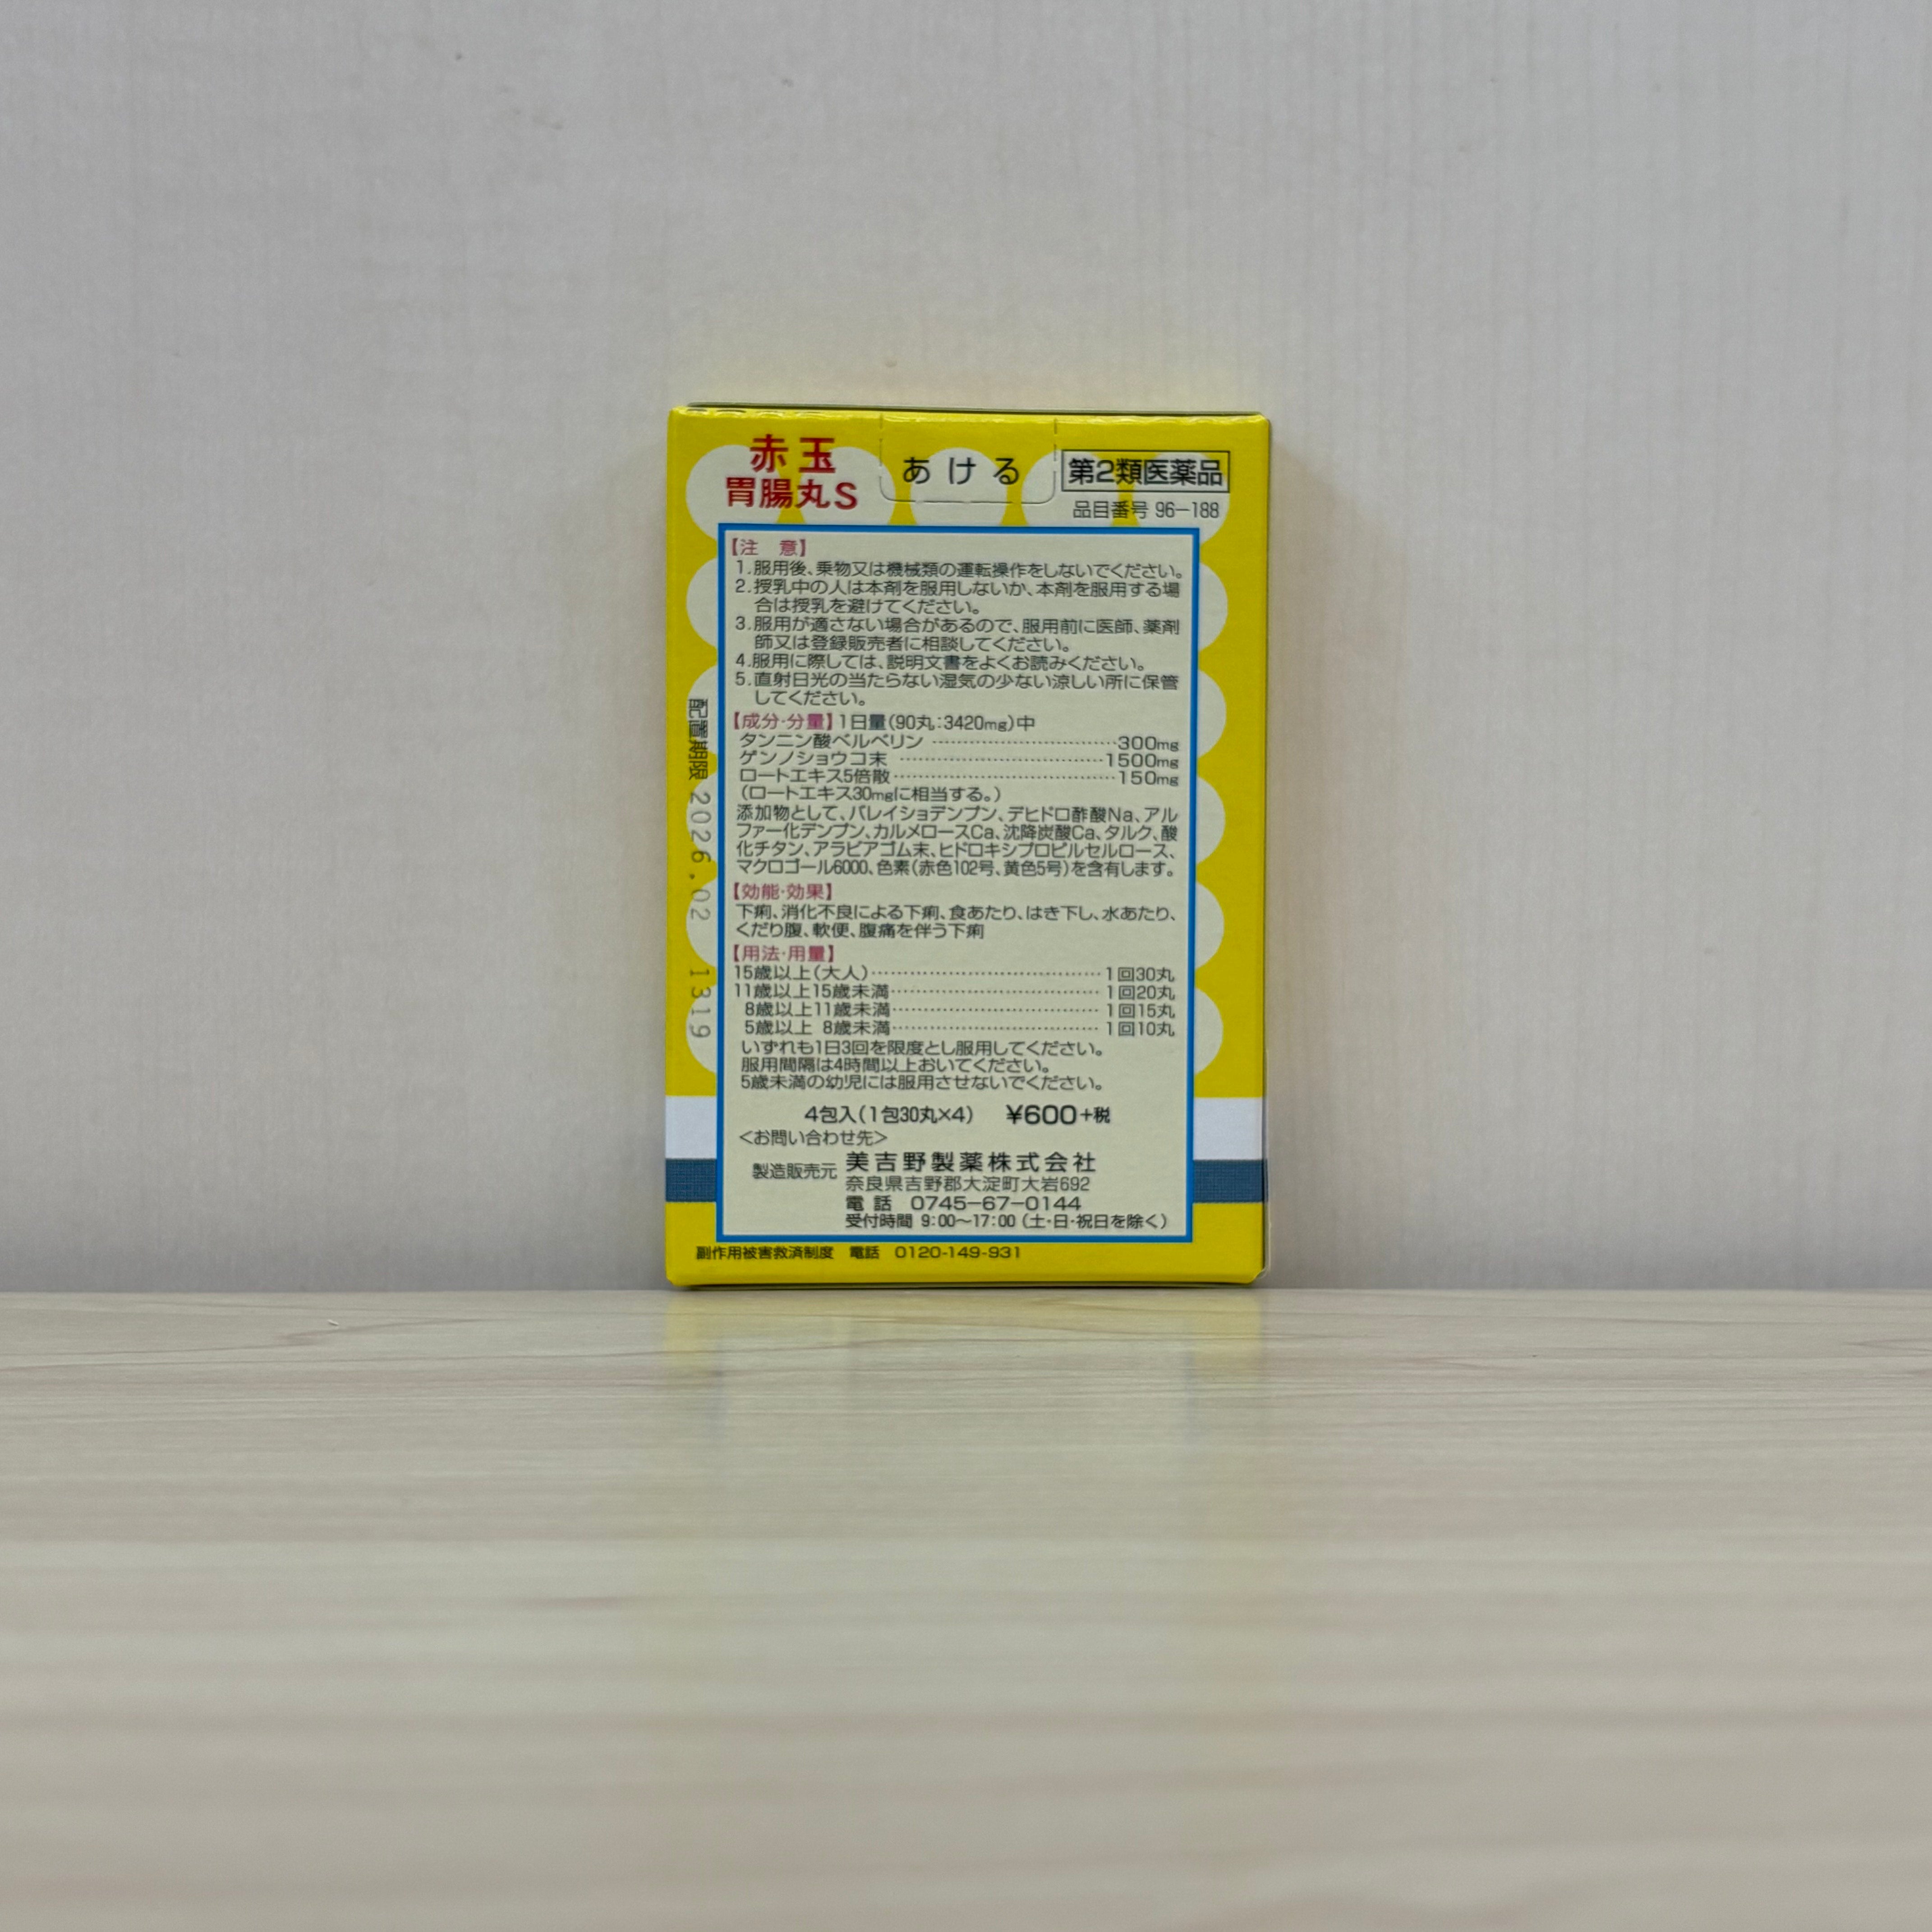 赤玉
胃腸丸S
あける
第2類医薬品
品目番号 96-188
【注 意】
1.服用後、乗物又は機械類の運転操作をしないでください。
2.授乳中の人は本剤を服用しないか、本剤を服用する場
合は授乳を避けてください。
3.服用が適さない場合があるので、服用前に医師、薬剤
師又は登録販売者に相談してください。
4.服用に際しては、説明文書をよくお読みください。
5.直射日光の当たらない湿気の少ない涼しい所に保管
してください。
【成分・分量】1日量(90丸:3420mg)中
タンニン酸ベルベリン……………300mg
ゲンノショウコ末……………1500mg
ロートエキス5倍散……………150mg
(ロートエキス30mgに相当する。)
添加物として、バレイショデンプン、デヒドロ酢酸Na、アル
ファー化デンプン、カルメロースCa、沈降炭酸Ca、タルク、酸
化チタン、アラビアゴム末、ヒドロキシプロピルセルロース、
マクロゴール6000、色素(赤色102号、黄色5号)を含有します。
【効能・効果】
下痢、消化不良による下痢、食あたり、はき下し、水あたり、
くだり腹、軟便、腹痛を伴う下痢
【用法・用量】
15歳以上(大人)……………1回30丸
11歳以上15歳未満……………1回20丸
8歳以上11歳未満……………1回15丸
5歳以上 8歳未満……………1回10丸
いずれも1日3回を限度とし服用してください。
服用間隔は4時間以上おいてください。
5歳未満の幼児には服用させないでください。
4包入(1包30丸×4) ¥600+税
<お問い合わせ先>
製造販売元 美吉野製薬株式会社
奈良県吉野郡大淀町大岩692
電話 0745-67-0144
受付時間 9:00〜17:00 (土・日・祝日を除く)
副作用被害救済制度 電話 0120-149-931
配置期限 2026.02 1319